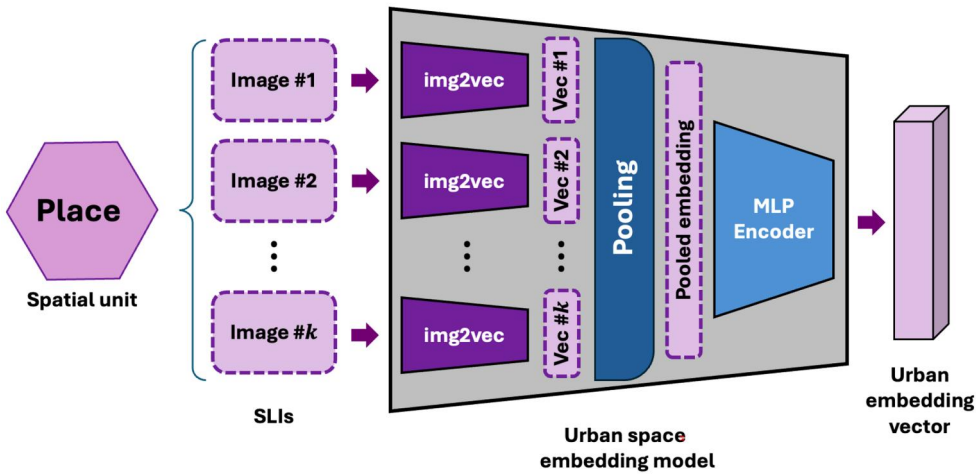 Place
Spatial unit
Image #1
Image #2
Image #k
SLIs
img2vec
img2vec
img2vec
Vec #1
Vec #2
Vec #k
Pooling
Pooled embedding
MLP
Encoder
Urban space
embedding model
Urban
embedding
vector